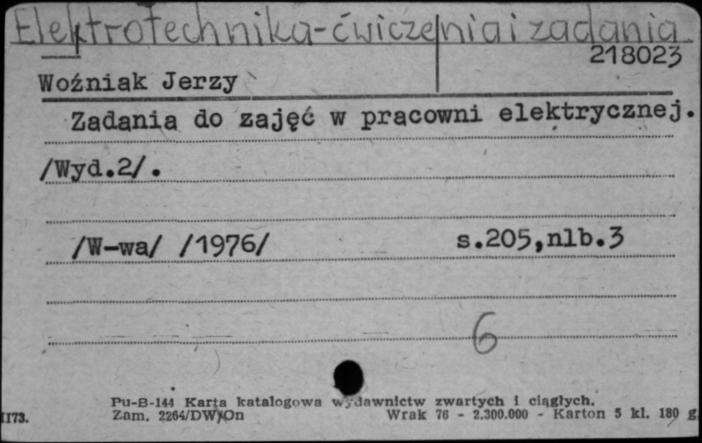 Elektrotechnika-ćwiczenia i zadania
218023
Woźniak Jerzy
Zadania do zajęć w pracowni elektrycznej.
/Wyd.2/.
/W-wa/ /1976/ s.205,nlb.3
6
Pu-B-144 Karta katalogowa wydawnictw zwartych i ciągłych.
1173. Zam. 2264/DW/On Wrak 76 - 2.300.000 - Karton 5 kl. 180 g